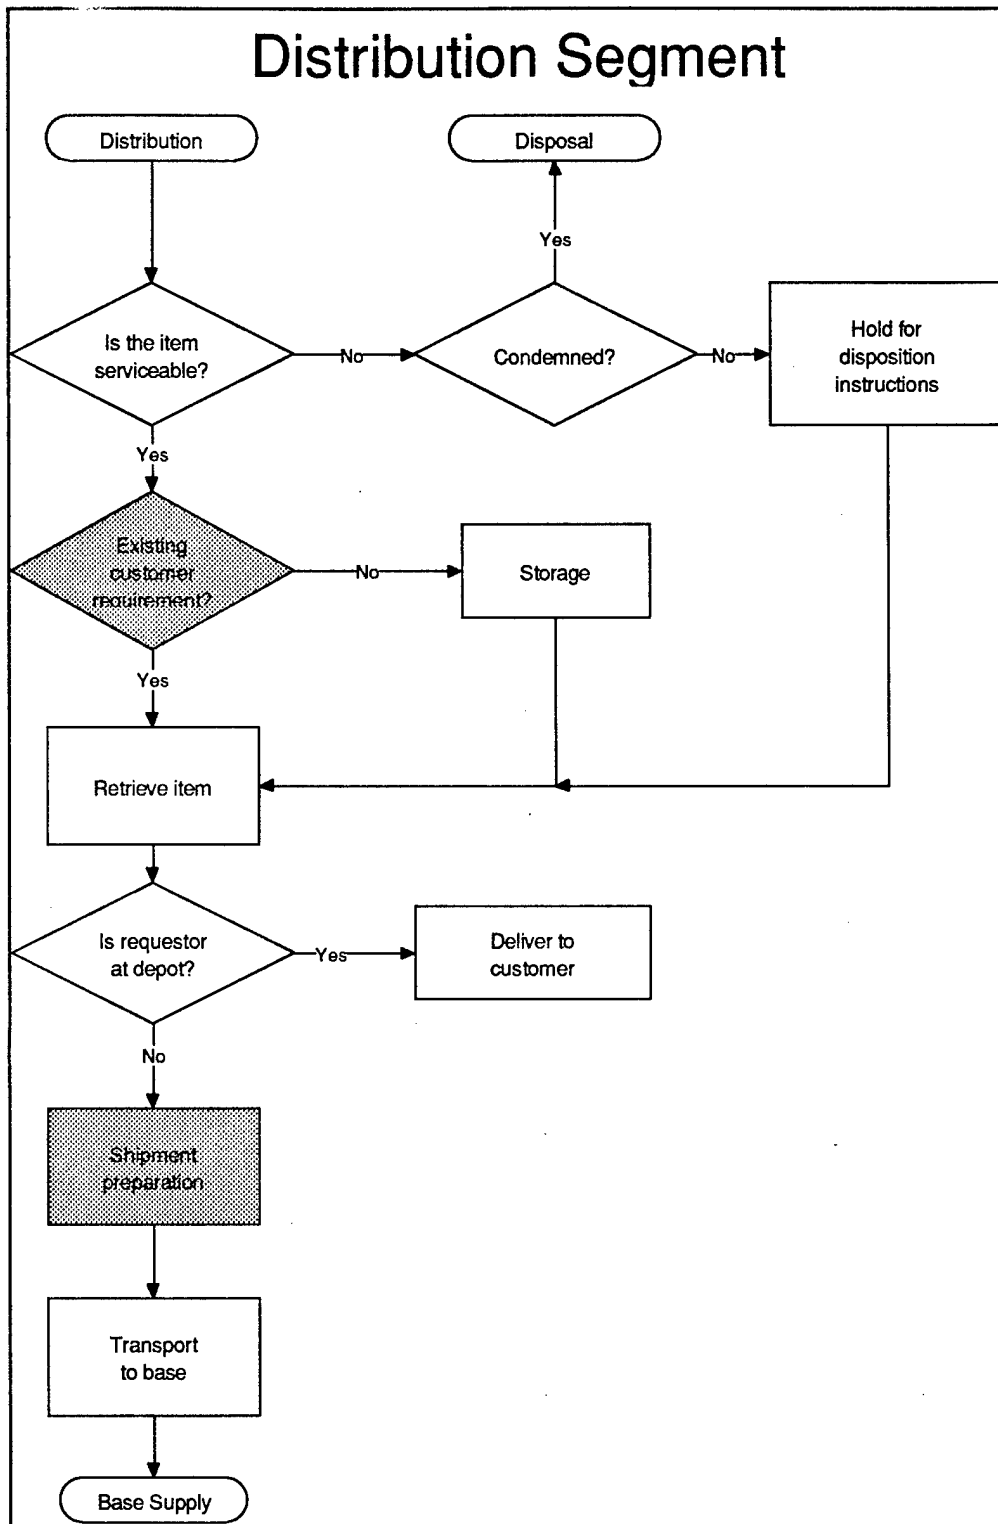 Distribution Segment
Distribution
Disposal
Yes
Is the item
serviceable?
No
Condemned?
No
Hold for
disposition
instructions
Yes
Existing
customer
requirement?
No
Storage
Yes
Retrieve item
Is requestor
at depot?
Yes
Deliver to
customer
No
Shipment
preparation
Transport
to base
Base Supply